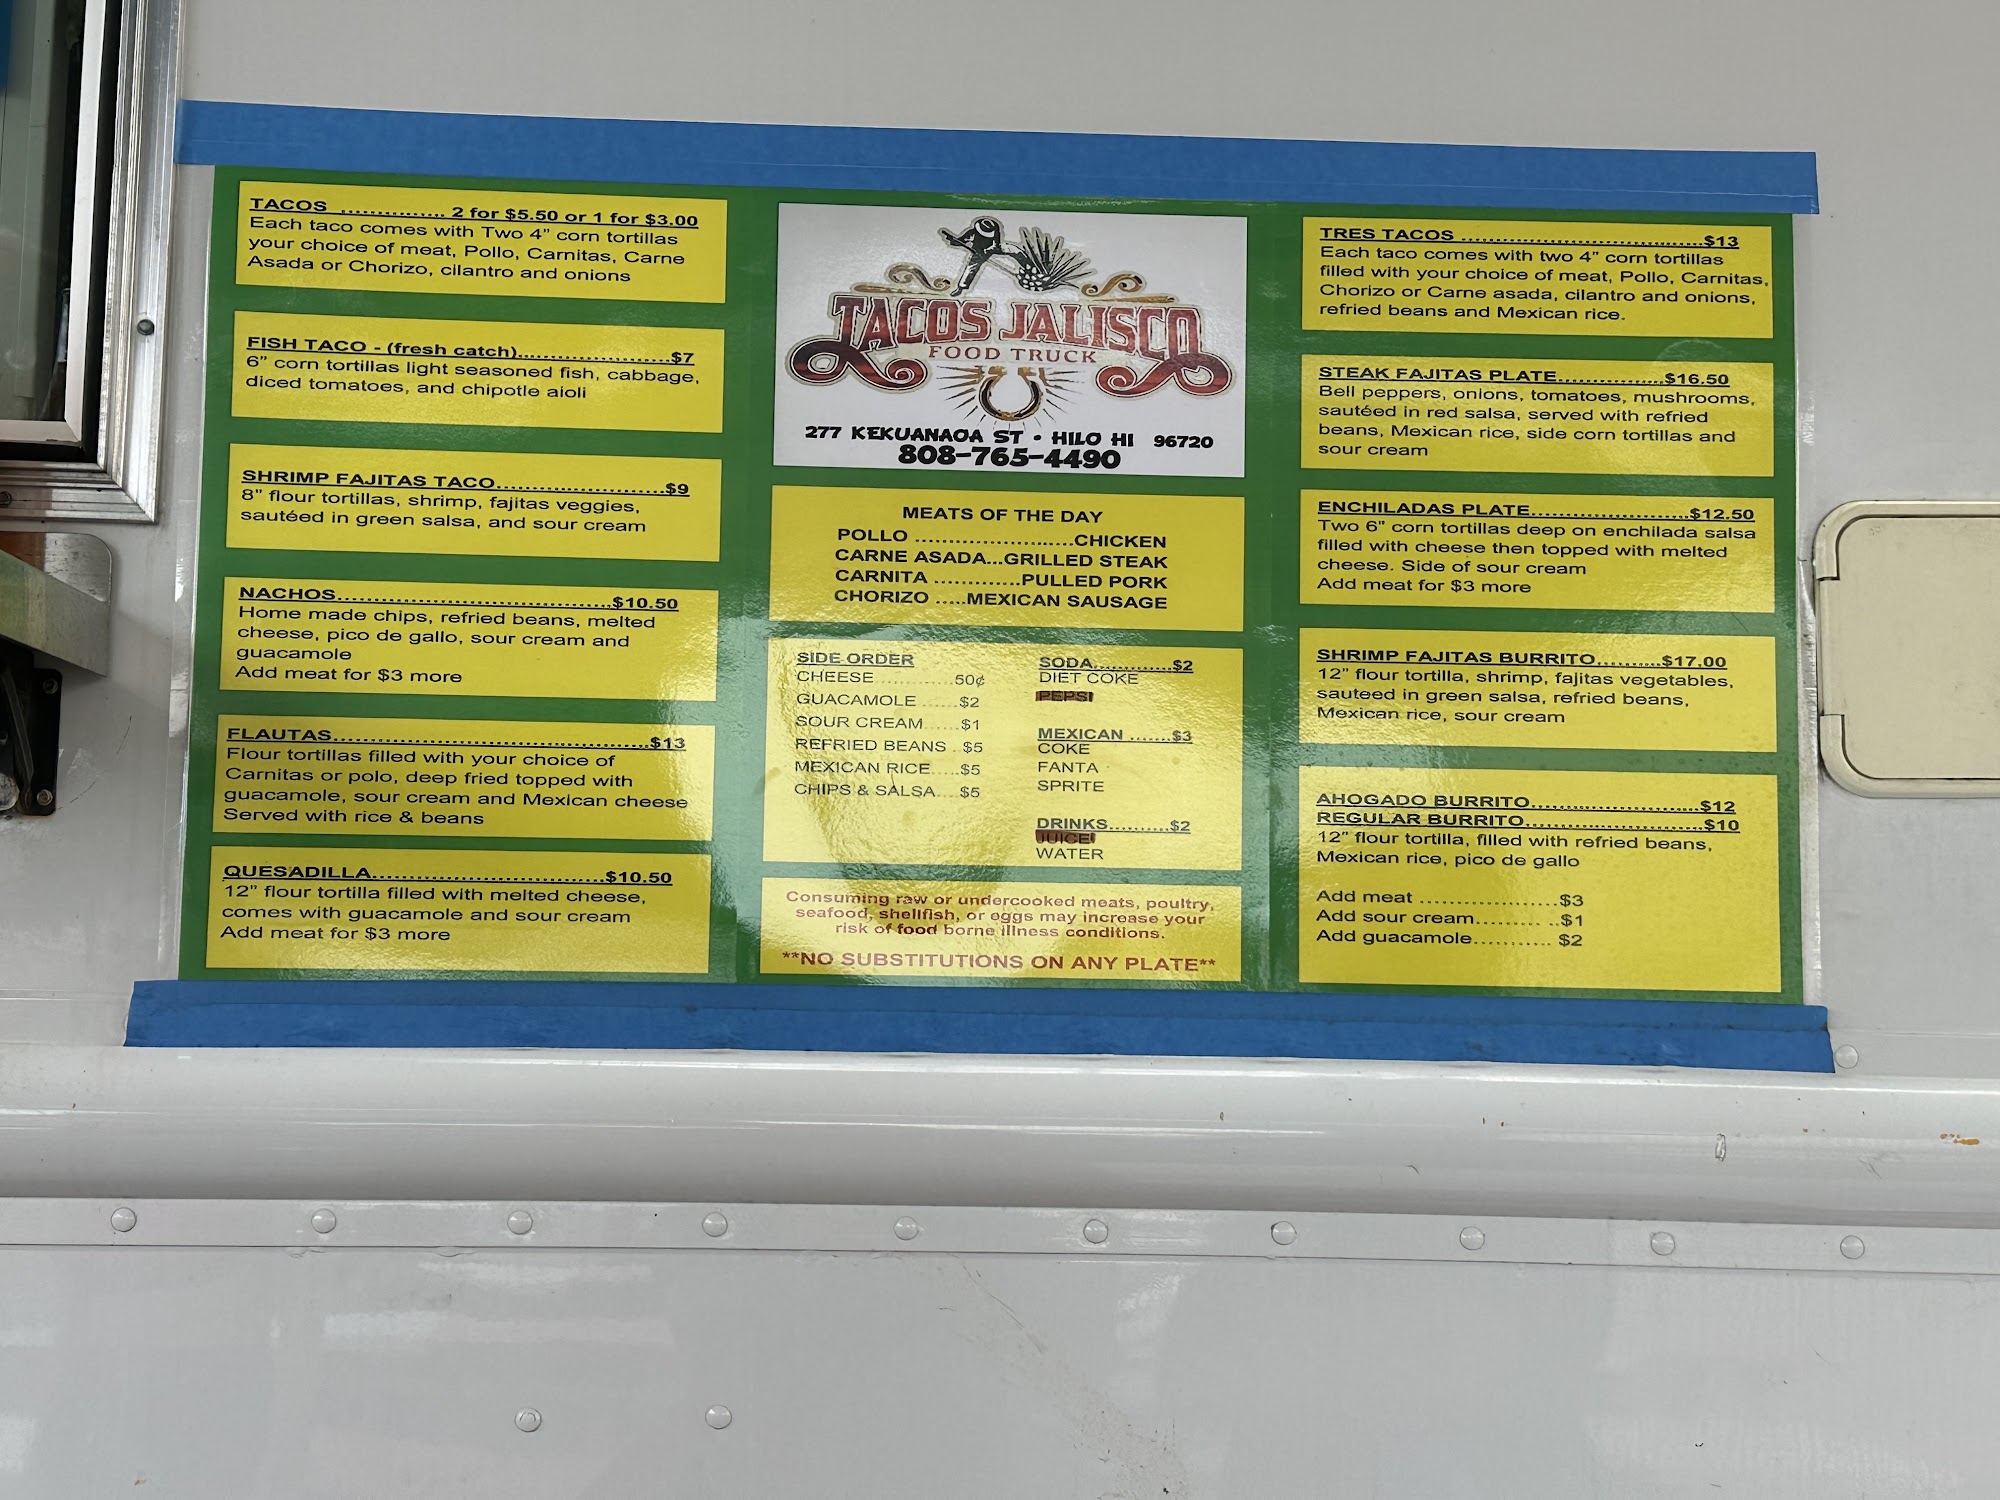 TACOS ................ 2 for $5.50 or 1 for $3.00
Each taco comes with Two 4" corn tortillas
your choice of meat, Pollo, Carnitas, Carne
Asada or Chorizo, cilantro and onions
FISH TACO - (fresh catch)........................$7
6" corn tortillas light seasoned fish, cabbage,
diced tomatoes, and chipotle aioli
SHRIMP FAJITAS TACO..........................$9
8" flour tortillas, shrimp, fajitas veggies,
sautéed in green salsa, and sour cream
NACHOS...........................................$10.50
Home made chips, refried beans, melted
cheese, pico de gallo, sour cream and
guacamole
Add meat for $3 more
FLAUTAS.................................................$13
Flour tortillas filled with your choice of
Carnitas or polo, deep fried topped with
guacamole, sour cream and Mexican cheese
Served with rice & beans
QUESADILLA....................................$10.50
12" flour tortilla filled with melted cheese,
comes with guacamole and sour cream
Add meat for $3 more
TACOS JALISCO
FOOD TRUCK
277 KEKUANAOA ST • HILO HI 96720
808-765-4490
MEATS OF THE DAY
POLLO .......................CHICKEN
CARNE ASADA...GRILLED STEAK
CARNITA .............PULLED PORK
CHORIZO .....MEXICAN SAUSAGE
SIDE ORDER
CHEESE .............50¢
GUACAMOLE ......$2
SOUR CREAM......$1
REFRIED BEANS . $5
MEXICAN RICE.....$5
CHIPS & SALSA....$5
SODA.............$2
DIET COKE
PEPSI
MEXICAN .......$3
COKE
FANTA
SPRITE
DRINKS..........$2
JUICE
WATER
Consuming raw or undercooked meats, poultry,
seafood, shellfish, or eggs may increase your
risk of food borne illness conditions.
**NO SUBSTITUTIONS ON ANY PLATE**
TRES TACOS .....................................$13
Each taco comes with two 4" corn tortillas
filled with your choice of meat, Pollo, Carnitas,
Chorizo or Carne asada, cilantro and onions,
refried beans and Mexican rice.
STEAK FAJITAS PLATE.................$16.50
Bell peppers, onions, tomatoes, mushrooms,
sautéed in red salsa, served with refried
beans, Mexican rice, side corn tortillas and
sour cream
ENCHILADAS PLATE.........................$12.50
Two 6" corn tortillas deep on enchilada salsa
filled with cheese then topped with melted
cheese. Side of sour cream
Add meat for $3 more
SHRIMP FAJITAS BURRITO..........$17.00
12" flour tortilla, shrimp, fajitas vegetables,
sauteed in green salsa, refried beans,
Mexican rice, sour cream
AHOGADO BURRITO..........................$12
REGULAR BURRITO............................$10
12" flour tortilla, filled with refried beans,
Mexican rice, pico de gallo
Add meat .....................$3
Add sour cream......... ..$1
Add guacamole........... $2